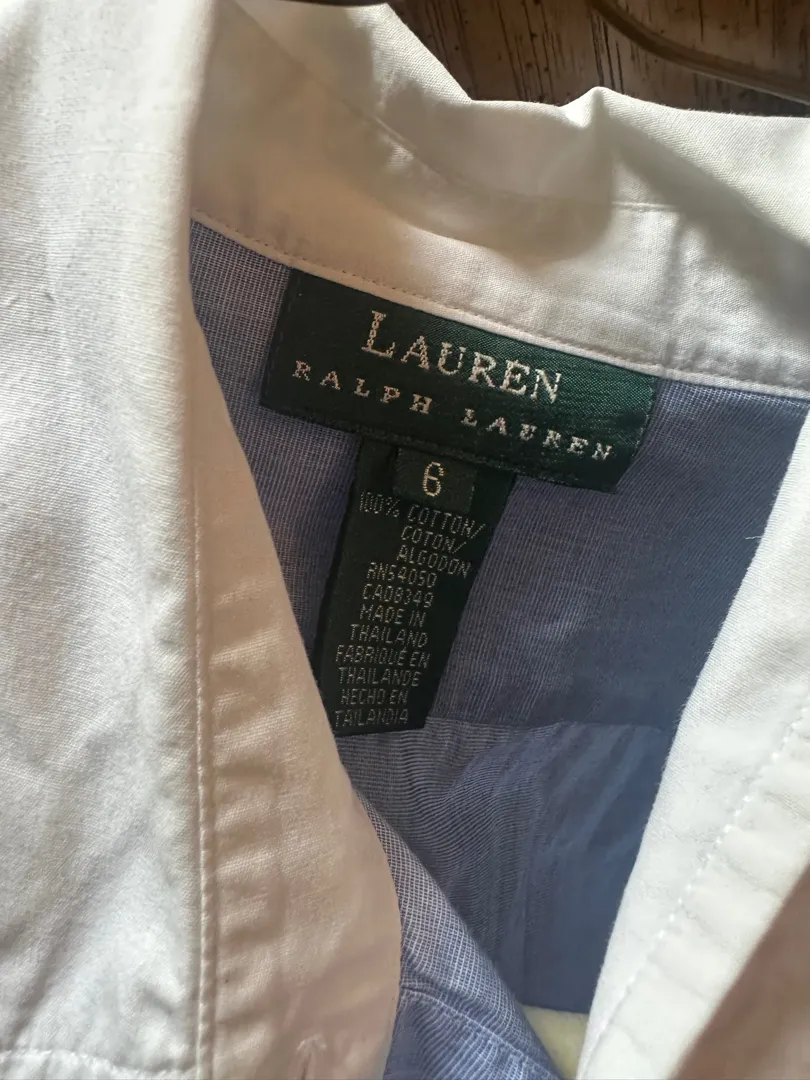 LAUREN
RALPH LAUREN
6
100% COTTON/
COTON/
ALGODON
RN54050
CA08349
MADE IN
THAILAND
FABRIQUÉ EN
THAILANDE
HECHO EN
TAILANDIA